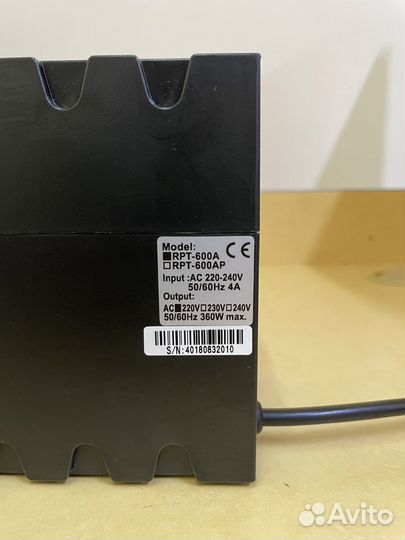 Model:
■RPT-600A
□RPT-600AP
CE
Input :AC 220-240V
50/60Hz 4A
Output:
AC■220V□230V□240V
50/60Hz 360W max.
S/N:40180832010
Avito